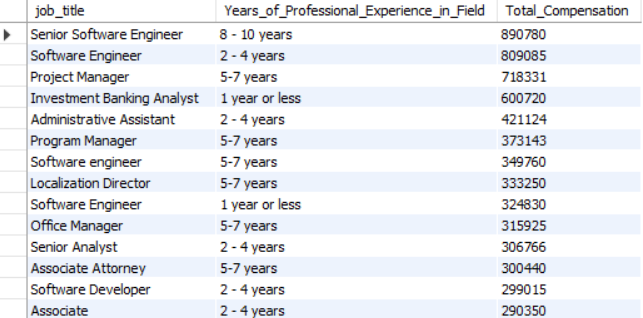 job_title Years_of_Professional_Experience_in_Field Total_Compensation
Senior Software Engineer 8 - 10 years 890780
Software Engineer 2 - 4 years 809085
Project Manager 5-7 years 718331
Investment Banking Analyst 1 year or less 600720
Administrative Assistant 2 - 4 years 421124
Program Manager 5-7 years 373143
Software engineer 5-7 years 349760
Localization Director 5-7 years 333250
Software Engineer 1 year or less 324830
Office Manager 5-7 years 315925
Senior Analyst 2 - 4 years 306766
Associate Attorney 5-7 years 300440
Software Developer 2 - 4 years 299015
Associate 2 - 4 years 290350